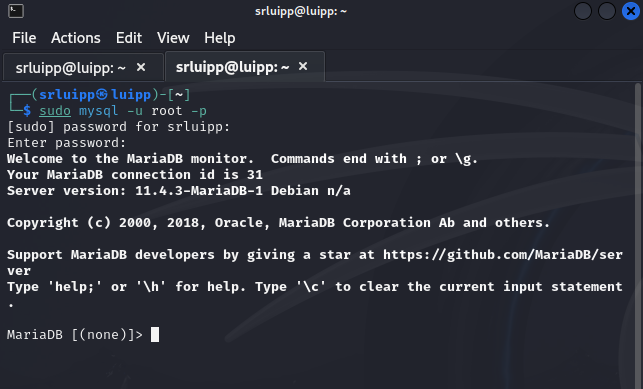 srluipp@luipp: ~
File Actions Edit View Help
srluipp@luipp: ~ × srluipp@luipp: ~ ×
┌──(srluipp㉿luipp)-[~]
└─$ sudo mysql -u root -p
[sudo] password for srluipp:
Enter password:
Welcome to the MariaDB monitor.  Commands end with ; or \g.
Your MariaDB connection id is 31
Server version: 11.4.3-MariaDB-1 Debian n/a
Copyright (c) 2000, 2018, Oracle, MariaDB Corporation Ab and others.
Support MariaDB developers by giving a star at https://github.com/MariaDB/ser
ver
Type 'help;' or '\h' for help. Type '\c' to clear the current input statement
.
MariaDB [(none)]>